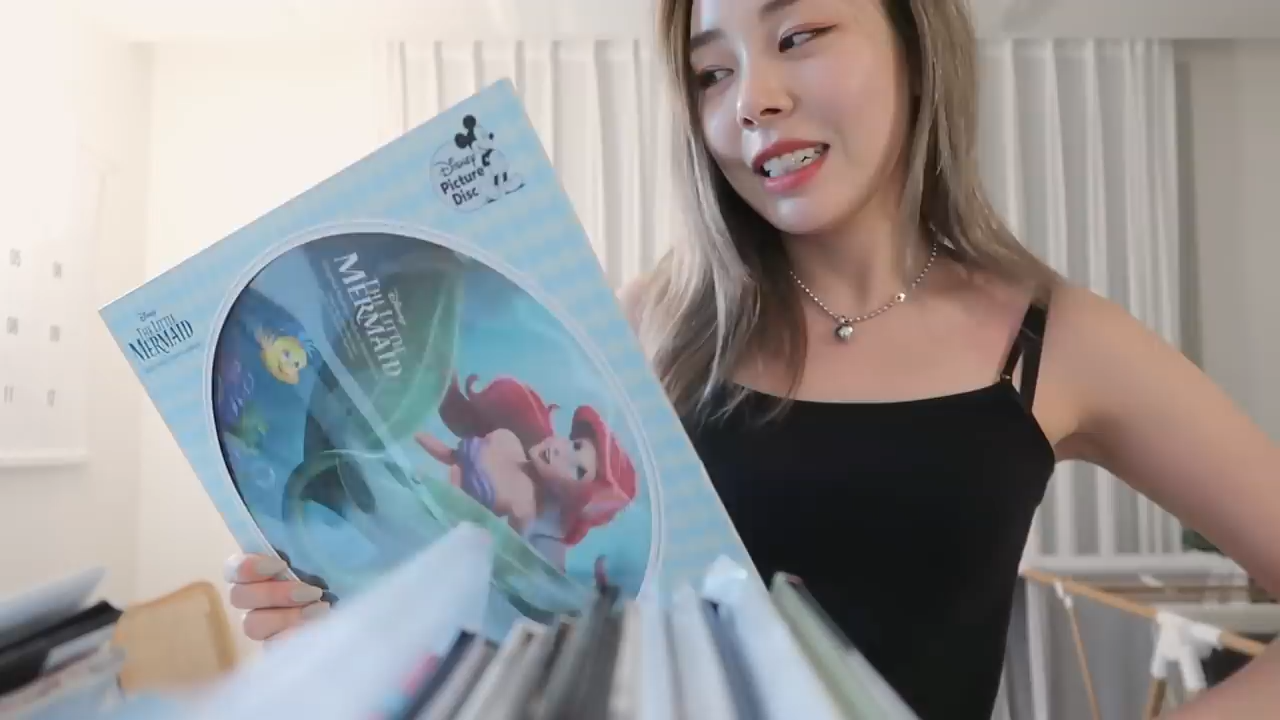 Disney
Picture
Disc
Disney
THE LITTLE
MERMAID
Disney
THE LITTLE
MERMAID